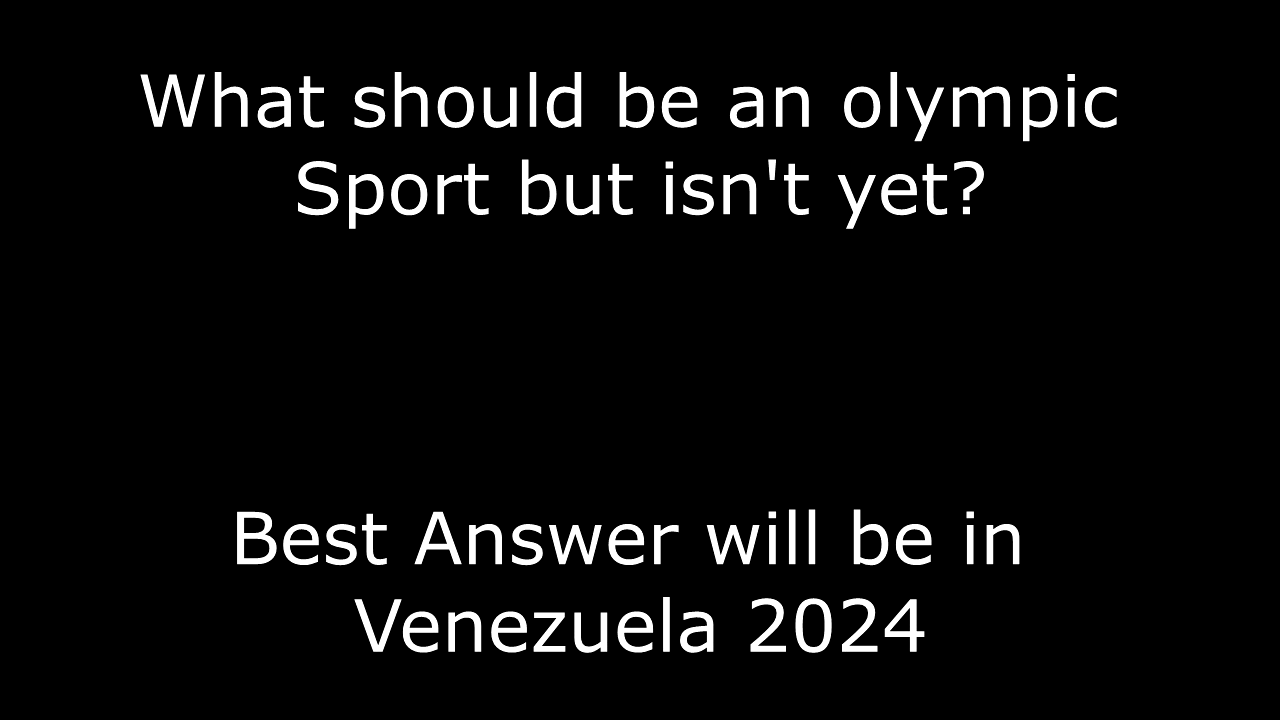 What should be an olympic
Sport but isn't yet?
Best Answer will be in
Venezuela 2024